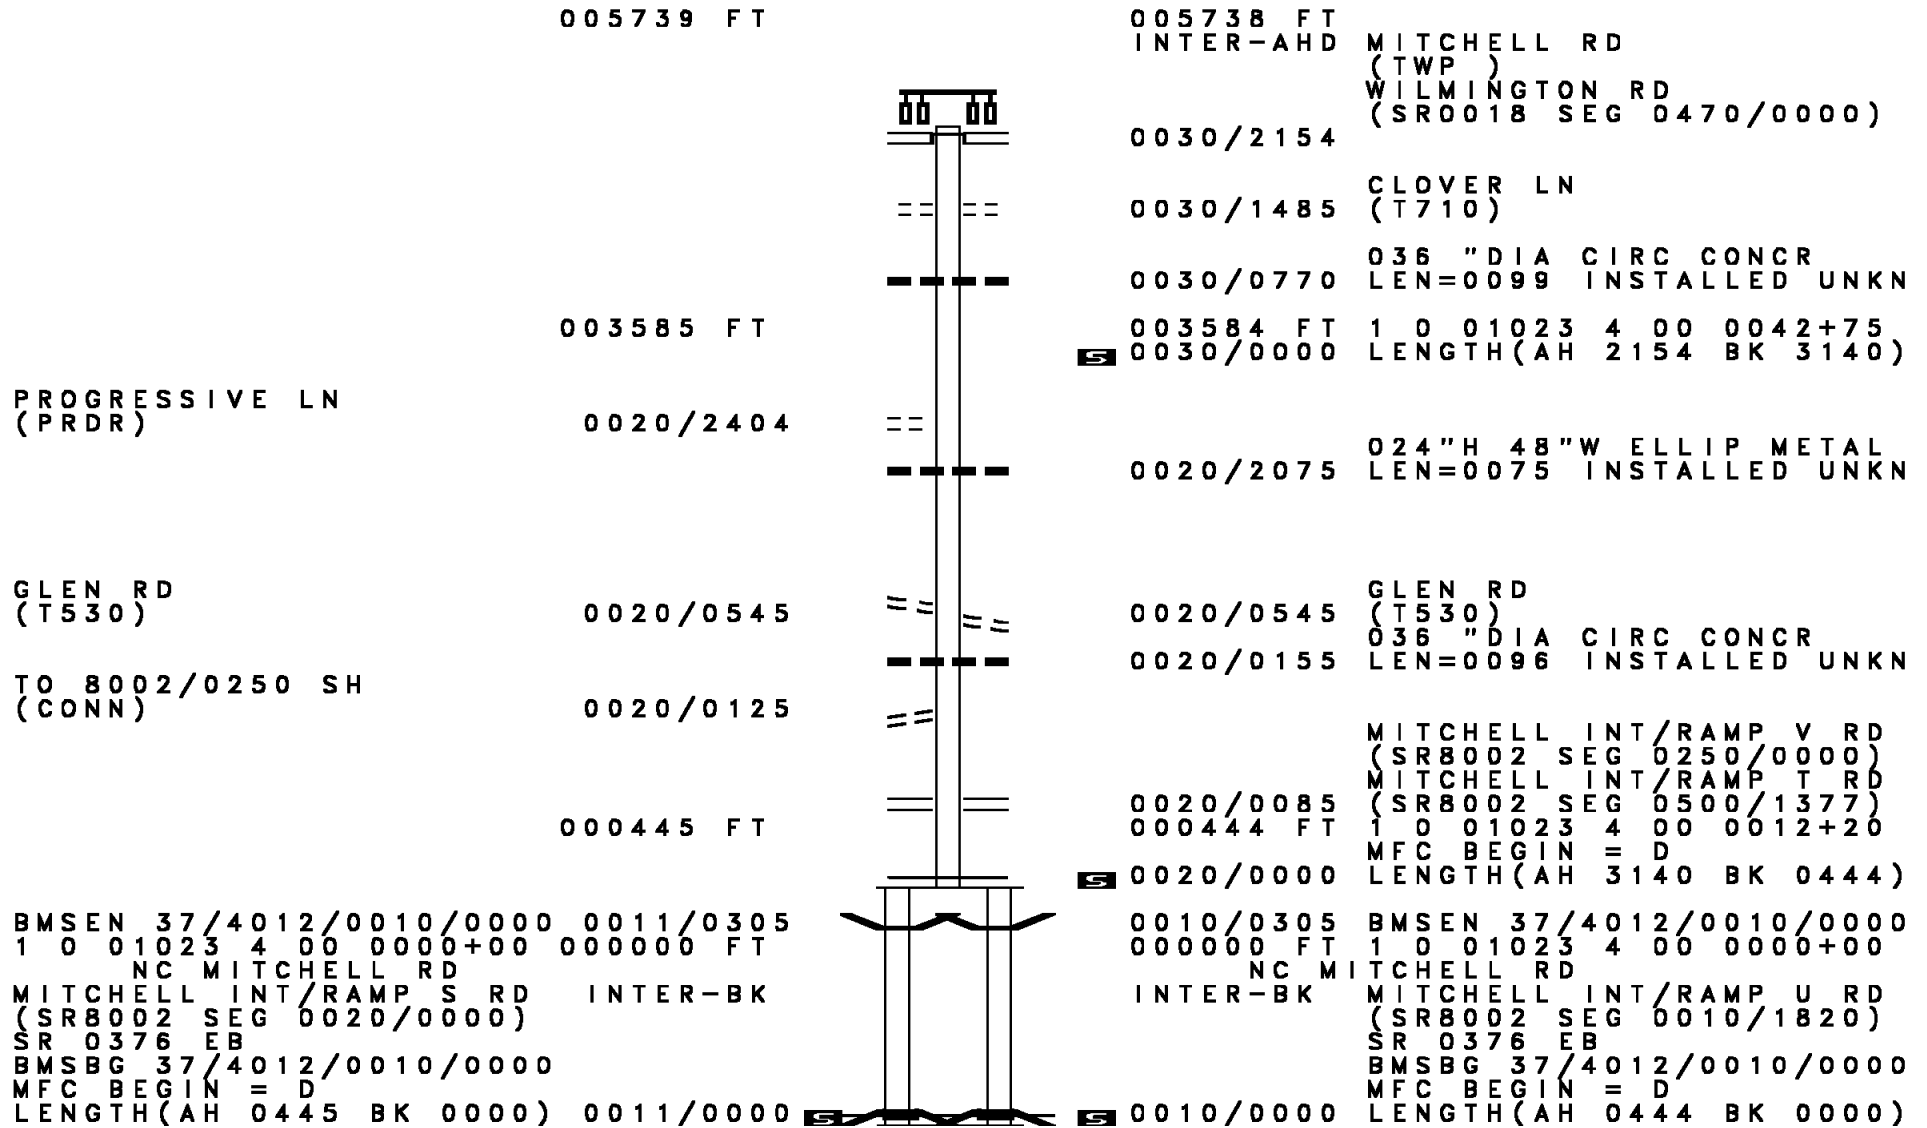 005739 FT 005738 FT
INTER-AHD MITCHELL RD
(TWP )
WILMINGTON RD
(SR0018 SEG 0470/0000)
0030/2154
CLOVER LN
0030/1485 (T710)
036 "DIA CIRC CONCR
0030/0770 LEN=0099 INSTALLED UNKN
003585 FT 003584 FT 1 0 01023 4 00 0042+75
S 0030/0000 LENGTH(AH 2154 BK 3140)
PROGRESSIVE LN
(PRDR) 0020/2404
024"H 48"W ELLIP METAL
0020/2075 LEN=0075 INSTALLED UNKN
GLEN RD GLEN RD
(T530) 0020/0545 0020/0545 (T530)
036 "DIA CIRC CONCR
0020/0155 LEN=0096 INSTALLED UNKN
TO 8002/0250 SH
(CONN) 0020/0125
MITCHELL INT/RAMP V RD
(SR8002 SEG 0250/0000)
MITCHELL INT/RAMP T RD
0020/0085 (SR8002 SEG 0500/1377)
000445 FT 000444 FT 1 0 01023 4 00 0012+20
MFC BEGIN = D
S 0020/0000 LENGTH(AH 3140 BK 0444)
BMSEN 37/4012/0010/0000 0011/0305 0010/0305 BMSEN 37/4012/0010/0000
1 0 01023 4 00 0000+00 000000 FT 000000 FT 1 0 01023 4 00 0000+00
NC MITCHELL RD NC MITCHELL RD
MITCHELL INT/RAMP S RD INTER-BK INTER-BK MITCHELL INT/RAMP U RD
(SR8002 SEG 0020/0000) (SR8002 SEG 0010/1820)
SR 0376 EB SR 0376 EB
BMSBG 37/4012/0010/0000 BMSBG 37/4012/0010/0000
MFC BEGIN = D MFC BEGIN = D
LENGTH(AH 0445 BK 0000) 0011/0000 S S 0010/0000 LENGTH(AH 0444 BK 0000)